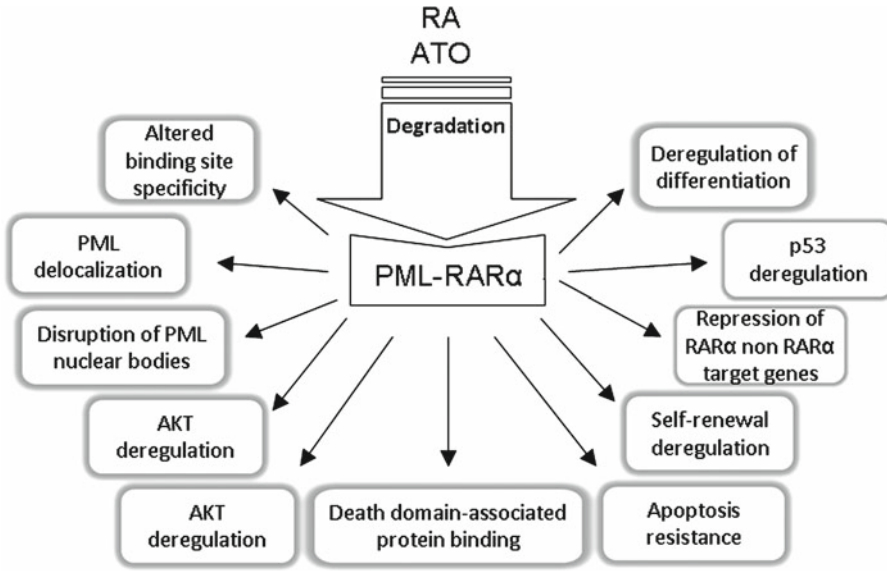 RA
ATO
Degradation
PML-RARα
Altered
binding site
specificity
PML
delocalization
Disruption of PML
nuclear bodies
AKT
deregulation
AKT
deregulation
Death domain-associated
protein binding
Apoptosis
resistance
Self-renewal
deregulation
Repression of
RARα non RARα
target genes
p53
deregulation
Deregulation of
differentiation